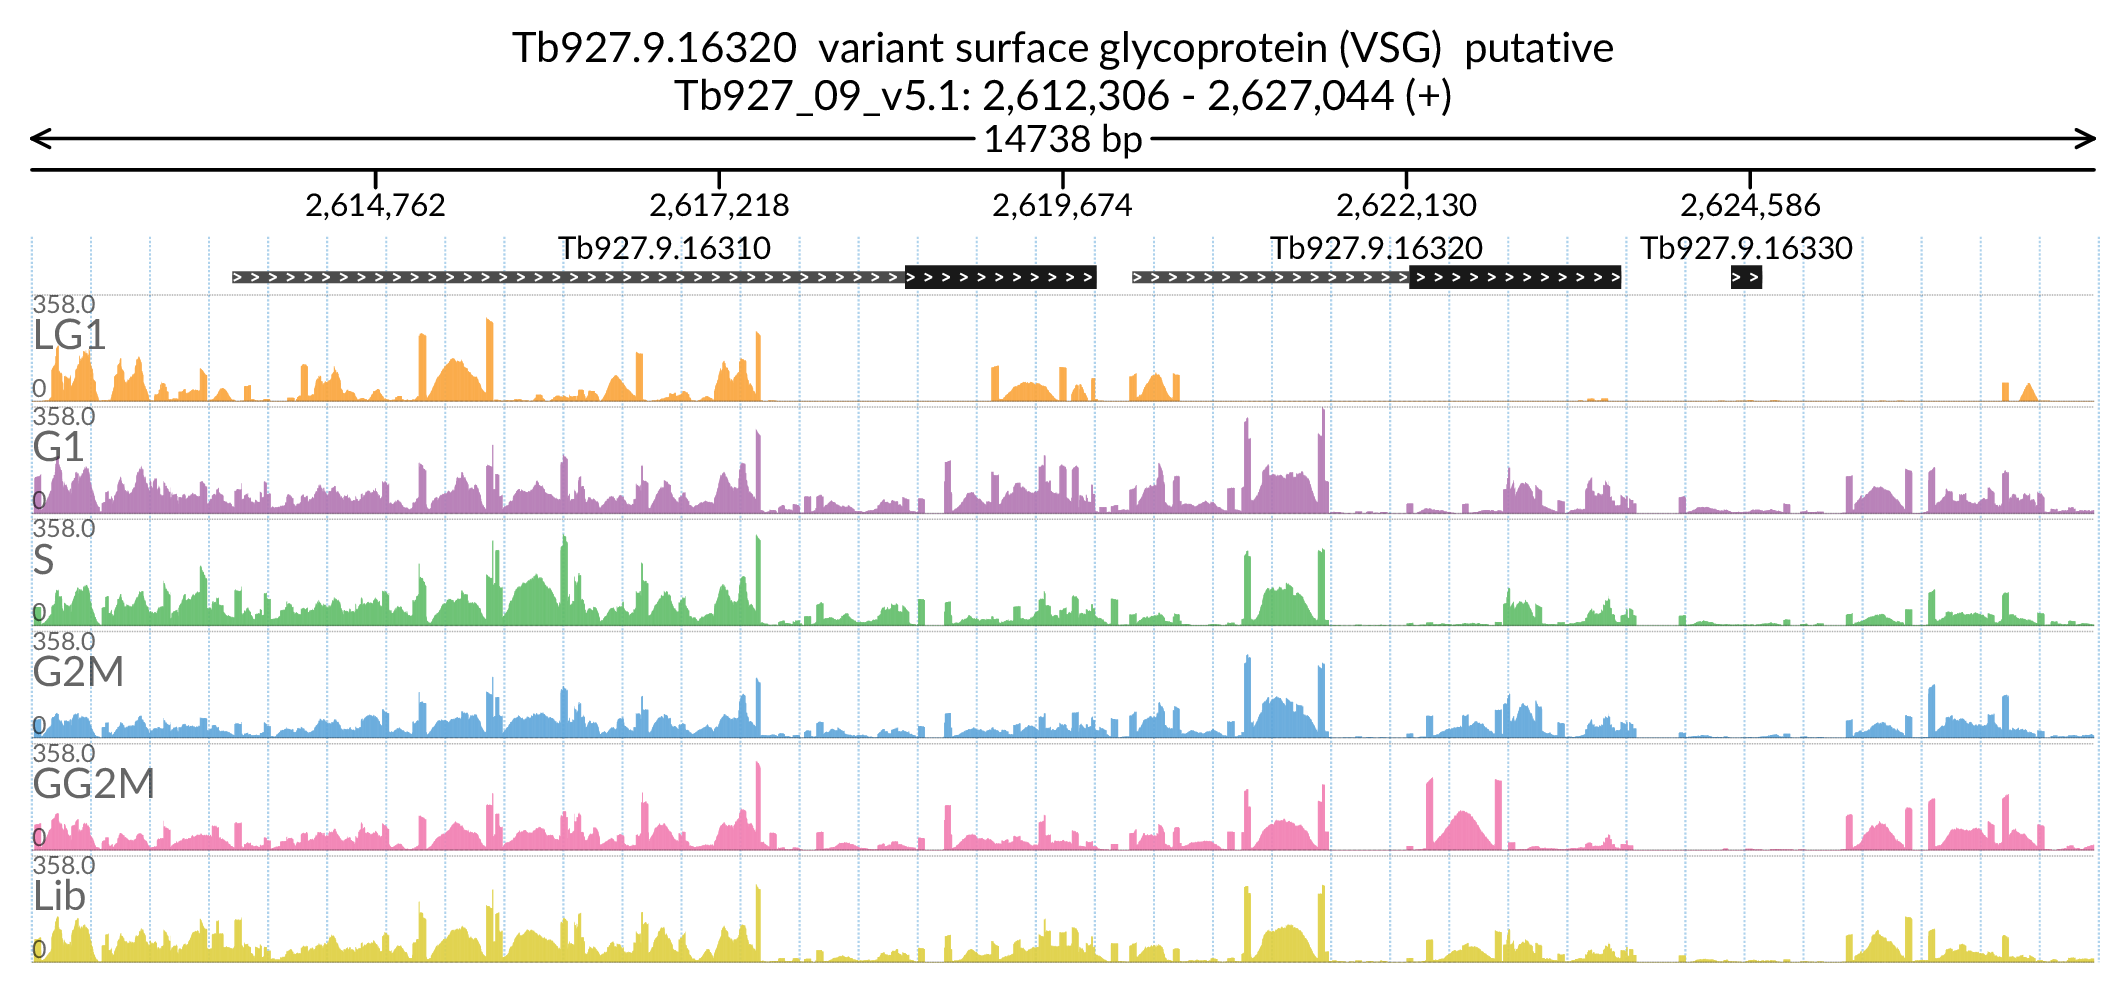 Tb927.9.16320  variant surface glycoprotein (VSG)  putative
Tb927_09_v5.1: 2,612,306 - 2,627,044 (+)
14738 bp
2,614,762 2,617,218 2,619,674 2,622,130 2,624,586
Tb927.9.16310 Tb927.9.16320 Tb927.9.16330
358.0
LG1
0
358.0
G1
0
358.0
S
0
358.0
G2M
0
358.0
GG2M
0
358.0
Lib
0